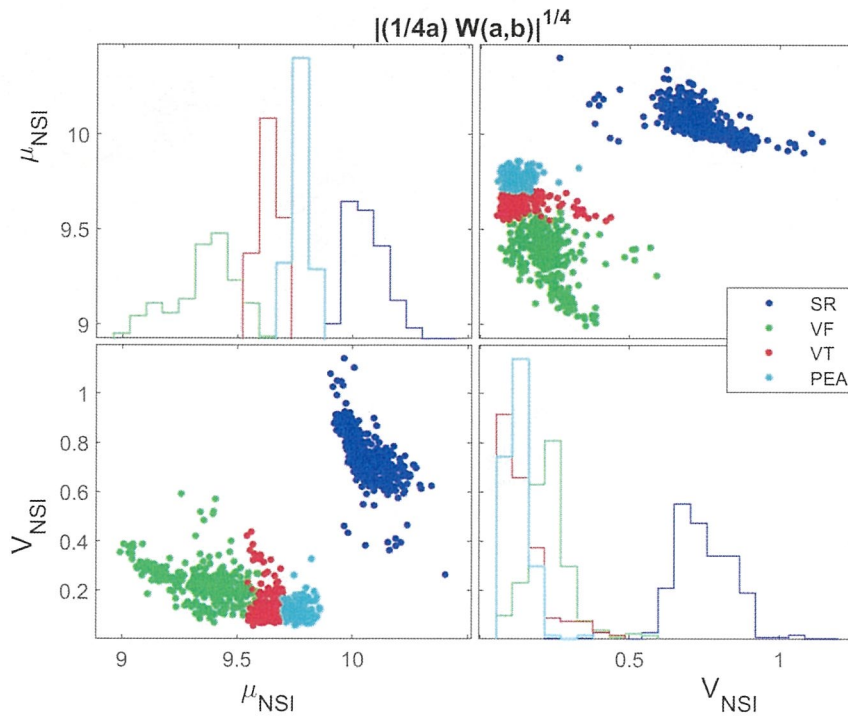 |(1/4a) W(a,b)|^1/4
μNSI
10
9.5
9
SR
VF
VT
PEA
VNSI
1
0.8
0.6
0.4
0.2
9
9.5
10
μNSI
0.5
1
VNSI